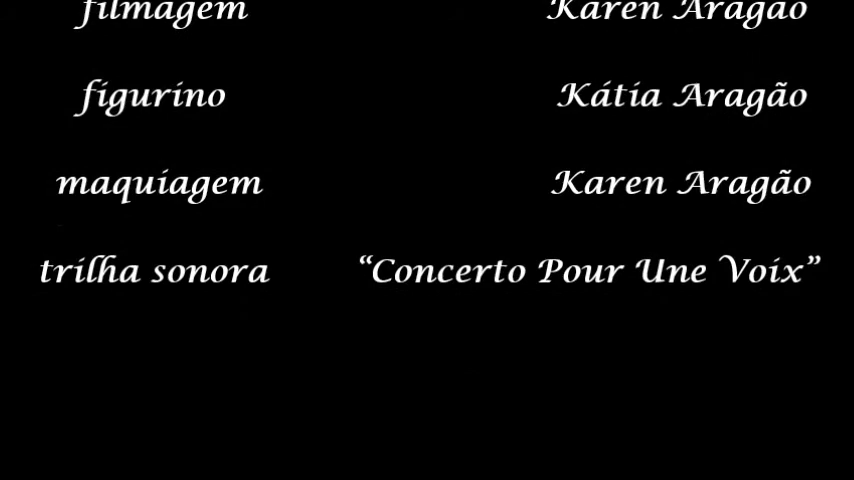 filmagem Karen Aragão
figurino Kátia Aragão
maquiagem Karen Aragão
trilha sonora “Concerto Pour Une Voix”